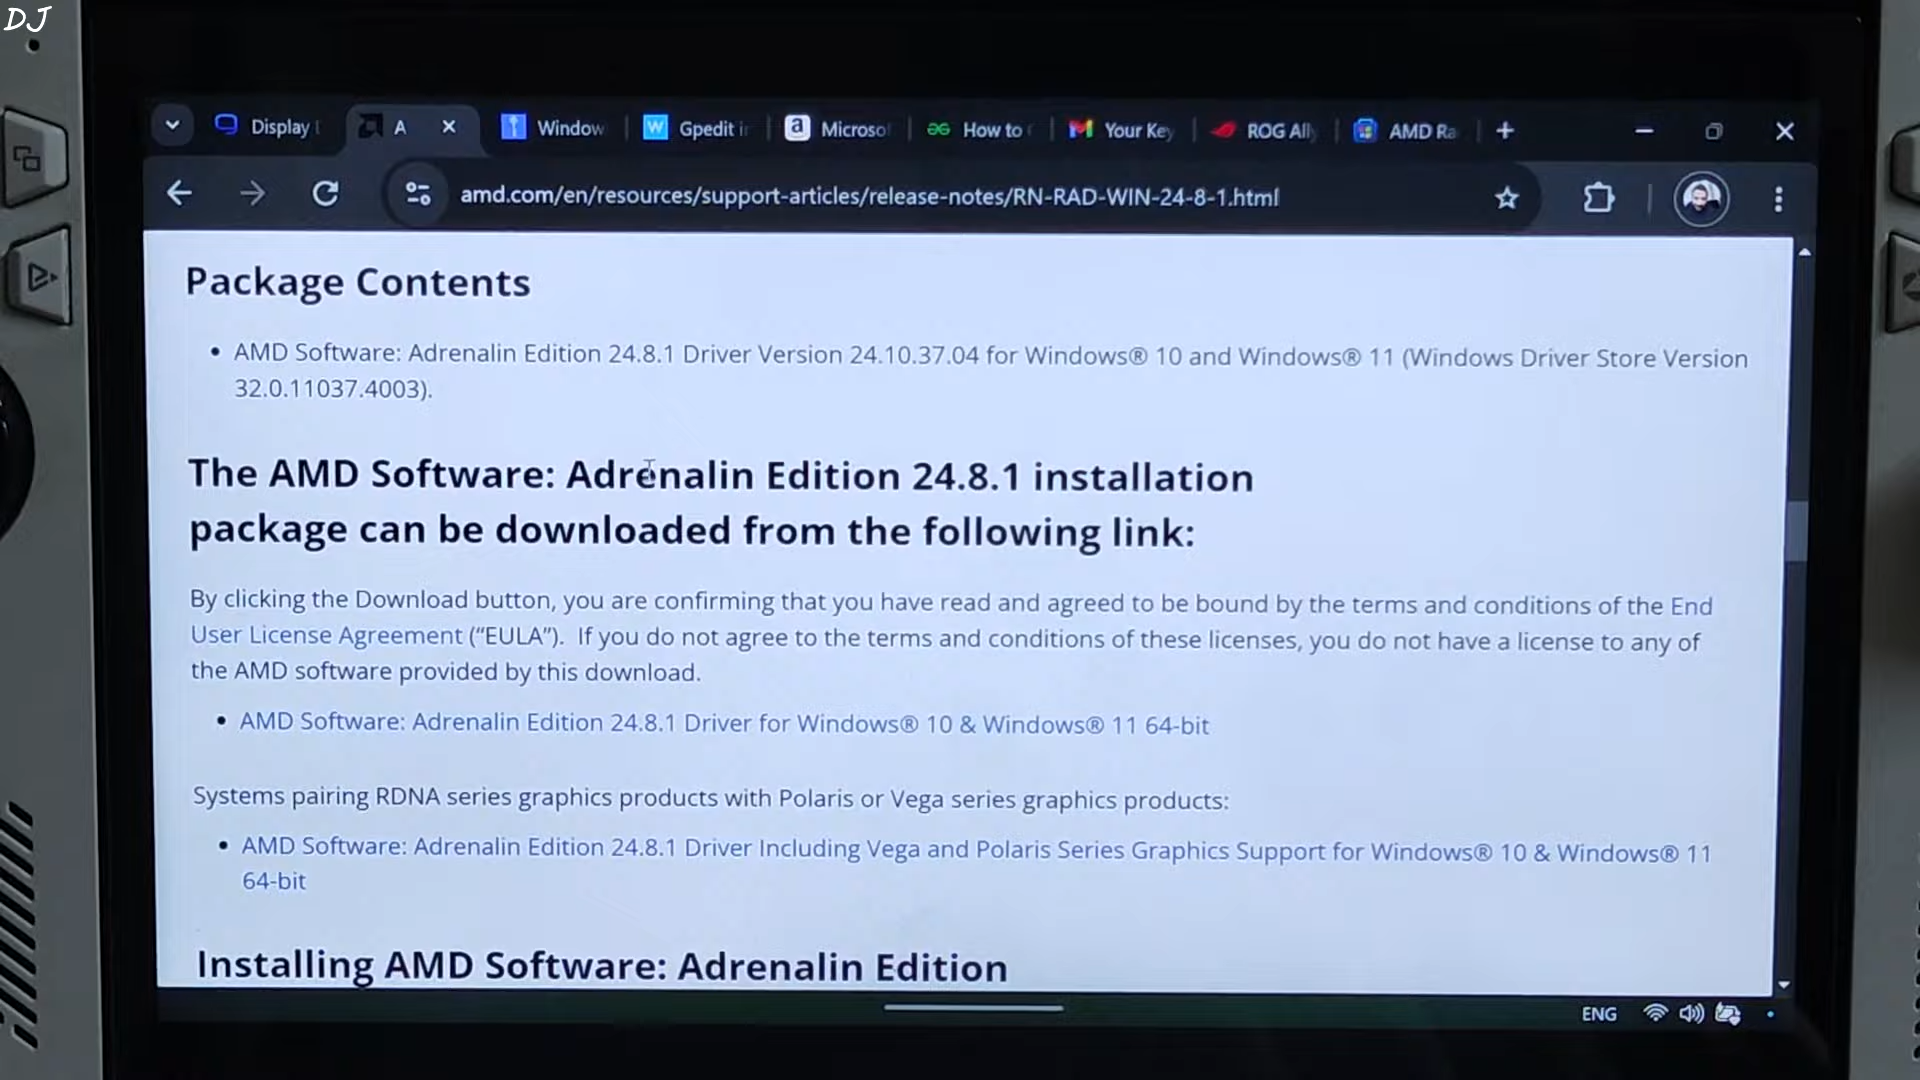 DJ
Display
A
Window
Gpedit in
Microso
How to
Your Key
ROG Ally
AMD Ra
amd.com/en/resources/support-articles/release-notes/RN-RAD-WIN-24-8-1.html
Package Contents
• AMD Software: Adrenalin Edition 24.8.1 Driver Version 24.10.37.04 for Windows® 10 and Windows® 11 (Windows Driver Store Version
32.0.11037.4003).
The AMD Software: Adrenalin Edition 24.8.1 installation
package can be downloaded from the following link:
By clicking the Download button, you are confirming that you have read and agreed to be bound by the terms and conditions of the End
User License Agreement (“EULA”). If you do not agree to the terms and conditions of these licenses, you do not have a license to any of
the AMD software provided by this download.
• AMD Software: Adrenalin Edition 24.8.1 Driver for Windows® 10 & Windows® 11 64-bit
Systems pairing RDNA series graphics products with Polaris or Vega series graphics products:
• AMD Software: Adrenalin Edition 24.8.1 Driver Including Vega and Polaris Series Graphics Support for Windows® 10 & Windows® 11
64-bit
Installing AMD Software: Adrenalin Edition
ENG